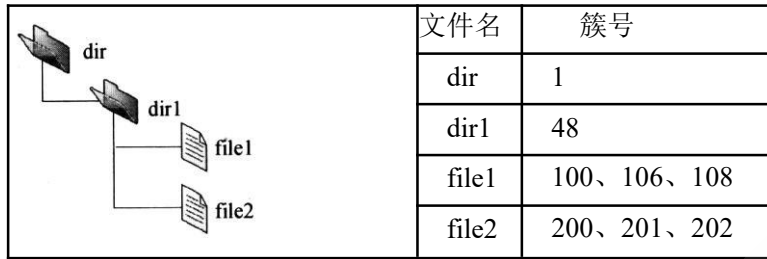 dir
dir1
file1
file2
文件名 簇号
dir 1
dir1 48
file1 100、106、108
file2 200、201、202